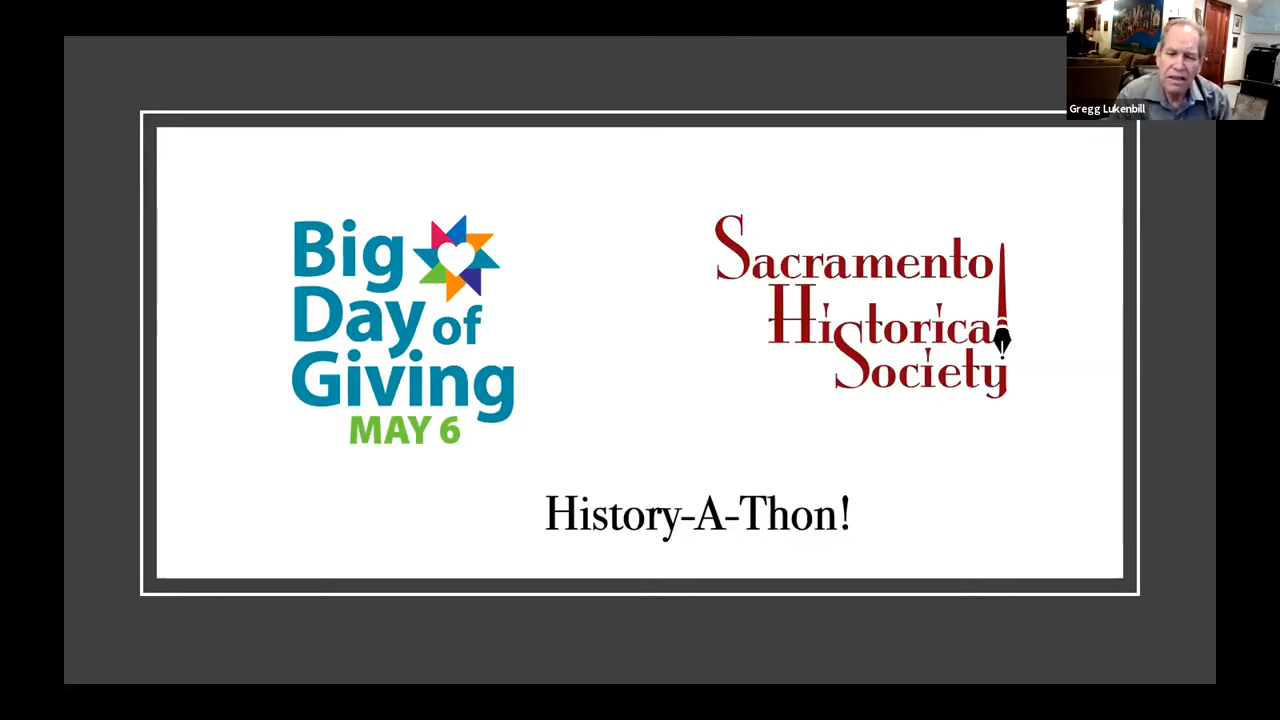 Gregg Lukenbill
Big
Day of
Giving
MAY 6
Sacramento
Historical
Society
History-A-Thon!